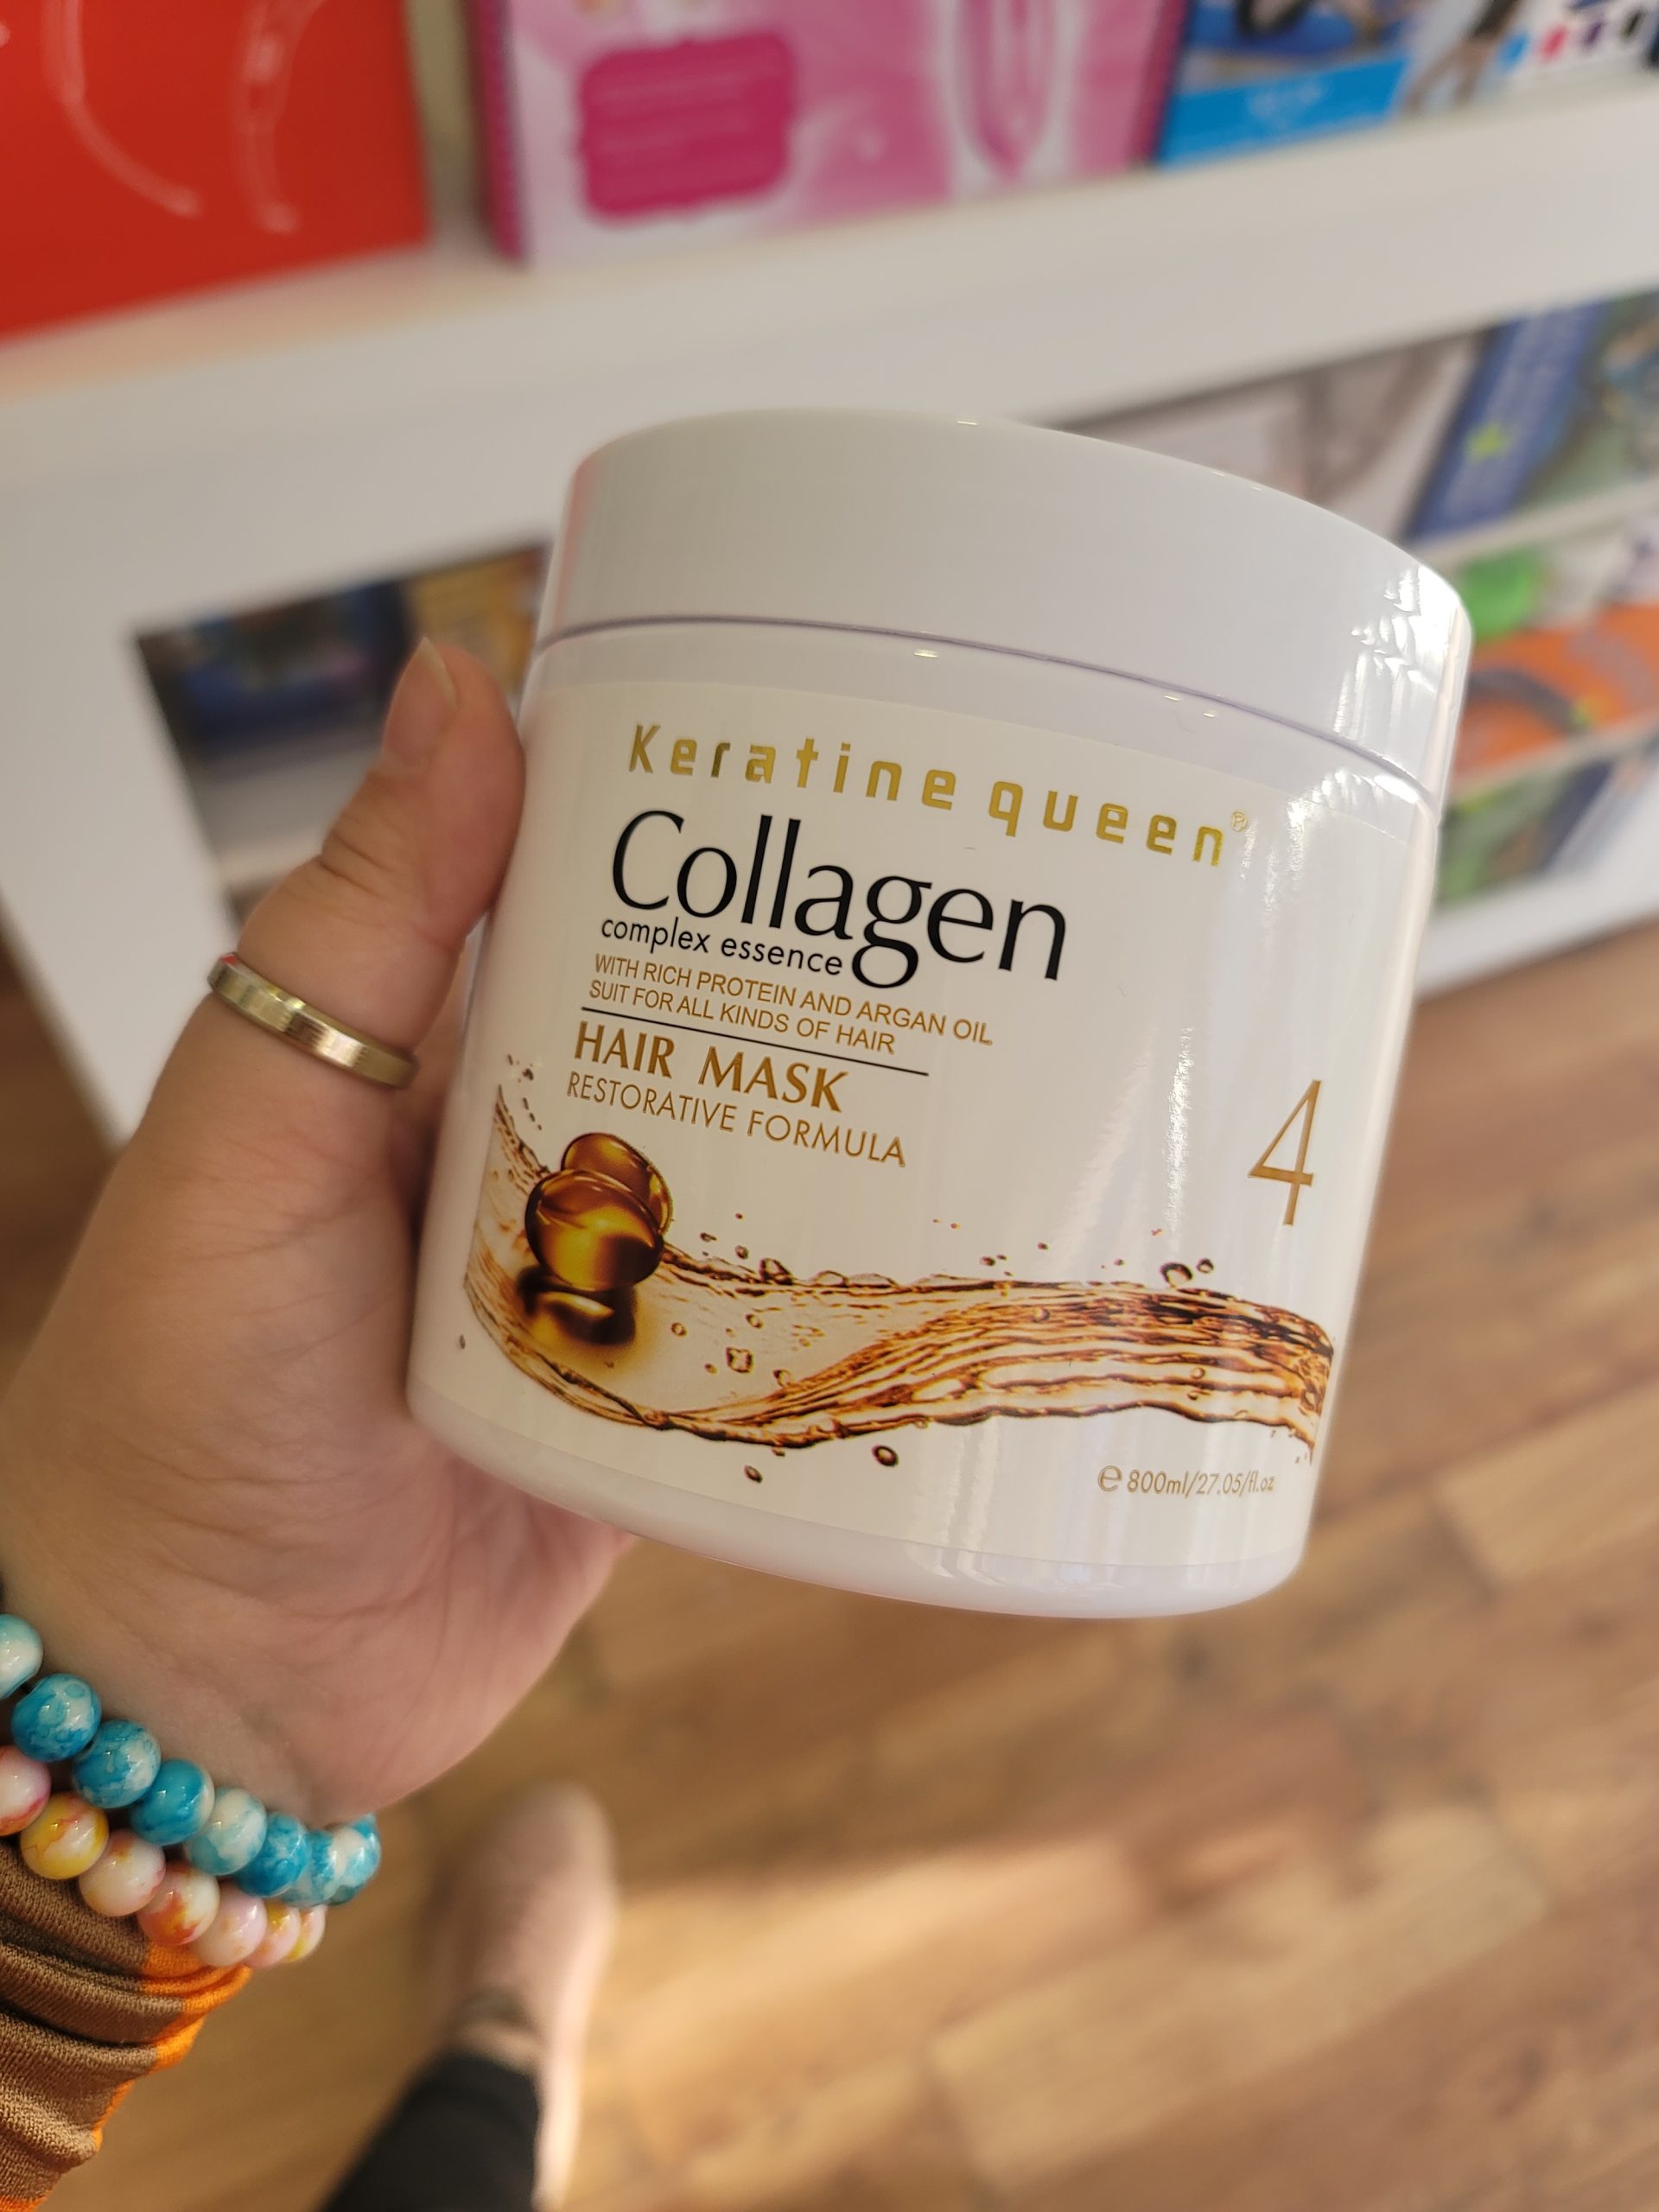 Keratine queen®
Collagen
complex essence
WITH RICH PROTEIN AND ARGAN OIL
SUIT FOR ALL KINDS OF HAIR
HAIR MASK
RESTORATIVE FORMULA
4
℮ 800ml/27.05/fl.oz